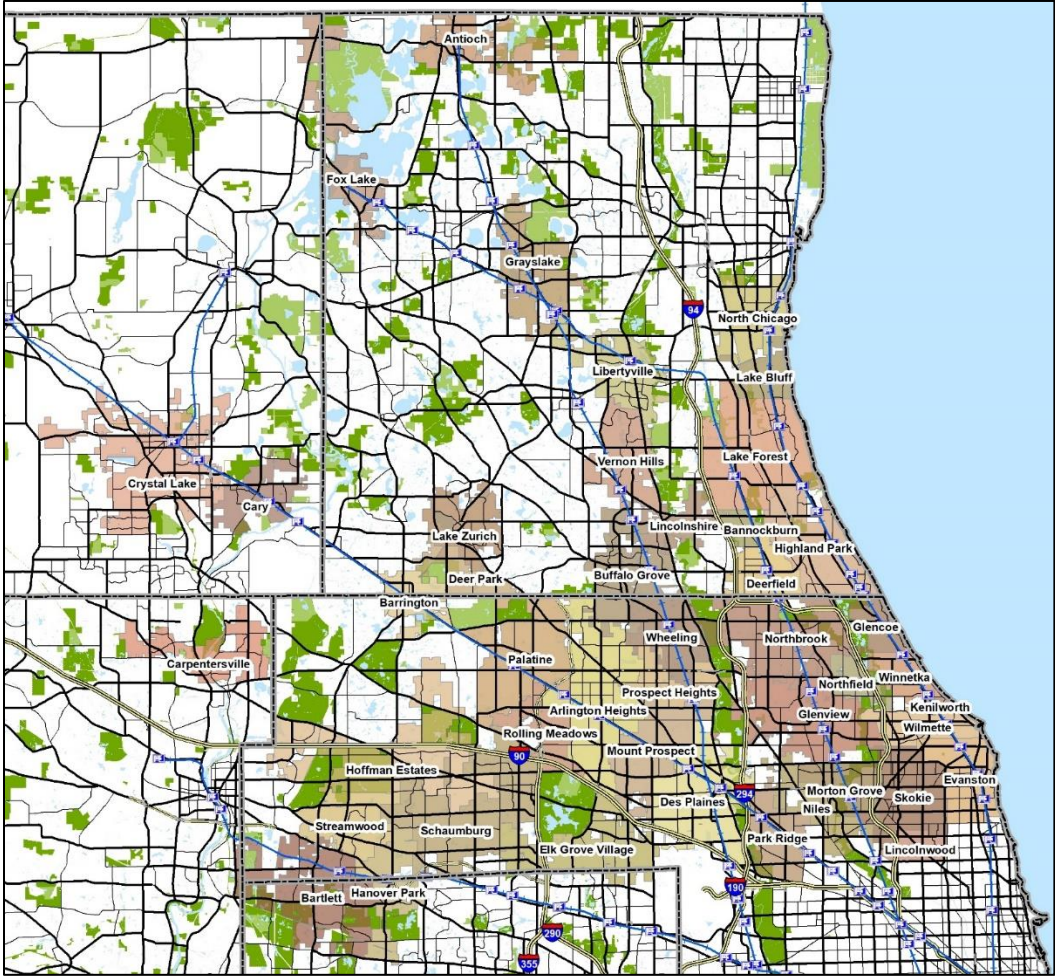 Antioch
Fox Lake
Grayslake
94
North Chicago
Libertyville
Lake Bluff
Lake Forest
Vernon Hills
Crystal Lake
Cary
Lincolnshire
Bannockburn
Lake Zurich
Highland Park
Buffalo Grove
Deer Park
Deerfield
Barrington
Glencoe
Wheeling
Northbrook
Palatine
Carpentersville
Winnetka
Northfield
Prospect Heights
Kenilworth
Arlington Heights
Glenview
Wilmette
Rolling Meadows
Mount Prospect
90
Hoffman Estates
Evanston
294
Morton Grove
Skokie
Des Plaines
Niles
Streamwood
Schaumburg
Park Ridge
Elk Grove Village
Lincolnwood
190
Hanover Park
Bartlett
290
355